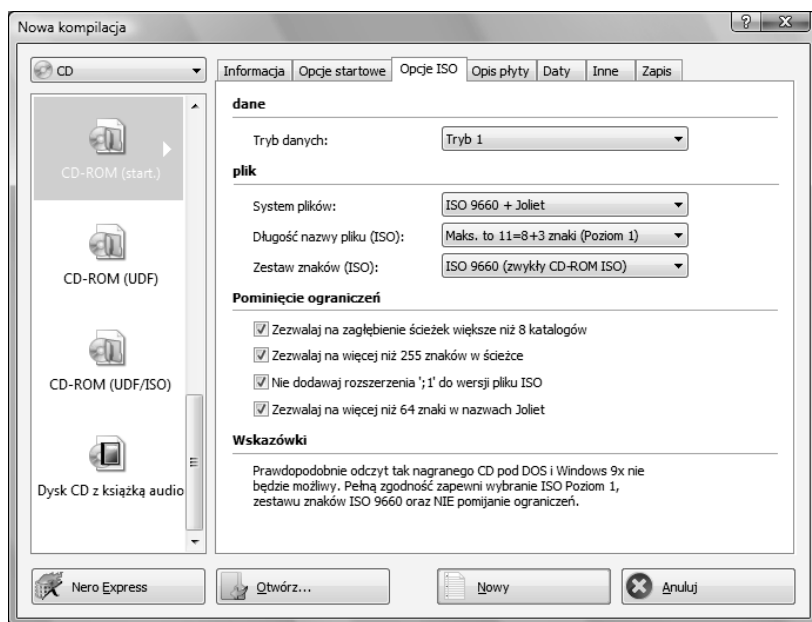 Nowa kompilacja
CD
CD-ROM (start.)
CD-ROM (UDF)
CD-ROM (UDF/ISO)
Dysk CD z książką audio
Informacja
Opcje startowe
Opcje ISO
Opis płyty
Daty
Inne
Zapis
dane
Tryb danych: Tryb 1
plik
System plików: ISO 9660 + Joliet
Długość nazwy pliku (ISO): Maks. to 11=8+3 znaki (Poziom 1)
Zestaw znaków (ISO): ISO 9660 (zwykły CD-ROM ISO)
Pominięcie ograniczeń
Zezwalaj na zagłębienie ścieżek większe niż 8 katalogów
Zezwalaj na więcej niż 255 znaków w ścieżce
Nie dodawaj rozszerzenia ';1' do wersji pliku ISO
Zezwalaj na więcej niż 64 znaki w nazwach Joliet
Wskazówki
Prawdopodobnie odczyt tak nagranego CD pod DOS i Windows 9x nie
będzie możliwy. Pełną zgodność zapewni wybranie ISO Poziom 1,
zestawu znaków ISO 9660 oraz NIE pomijanie ograniczeń.
Nero Express
Otwórz...
Nowy
Anuluj